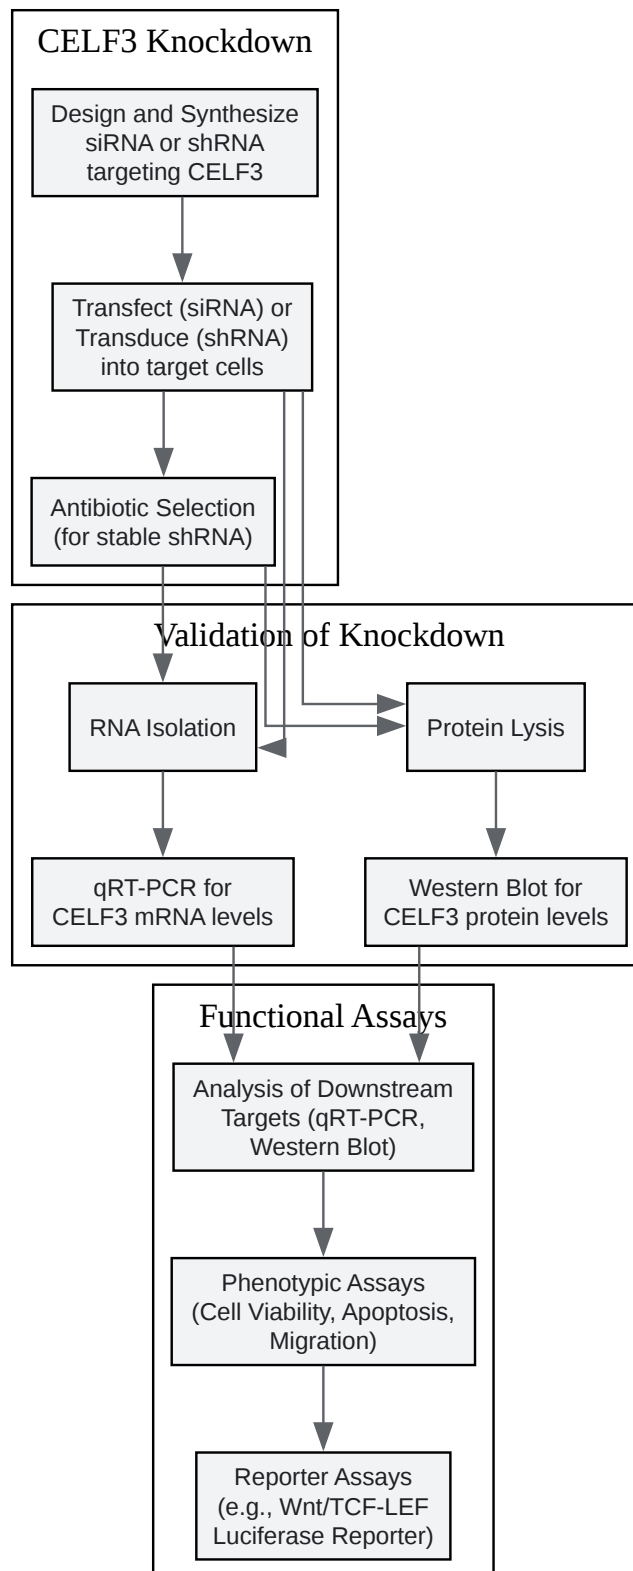 CELF3 Knockdown
Design and Synthesize
siRNA or shRNA
targeting CELF3
Transfect (siRNA) or
Transduce (shRNA)
into target cells
Antibiotic Selection
(for stable shRNA)
Validation of Knockdown
RNA Isolation
Protein Lysis
qRT-PCR for
CELF3 mRNA levels
Western Blot for
CELF3 protein levels
Functional Assays
Analysis of Downstream
Targets (qRT-PCR,
Western Blot)
Phenotypic Assays
(Cell Viability, Apoptosis,
Migration)
Reporter Assays
(e.g., Wnt/TCF-LEF
Luciferase Reporter)